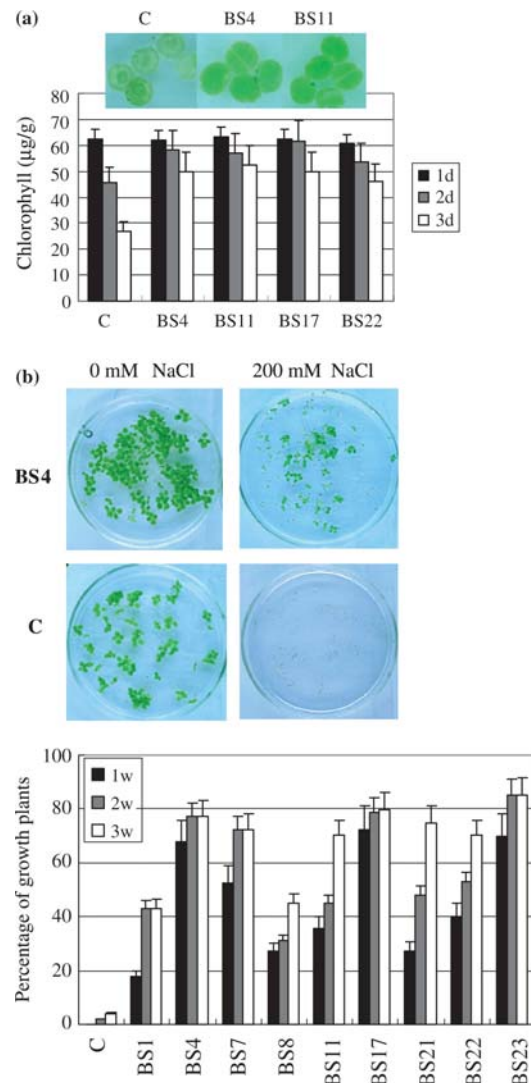 (a)
C BS4 BS11
Chlorophyll (µg/g)
80
70
60
50
40
30
20
10
0
C BS4 BS11 BS17 BS22
1d
2d
3d
(b)
0 mM NaCl 200 mM NaCl
BS4
C
Percentage of growth plants
100
80
60
40
20
0
1w
2w
3w
C BS1 BS4 BS7 BS8 BS11 BS17 BS21 BS22 BS23